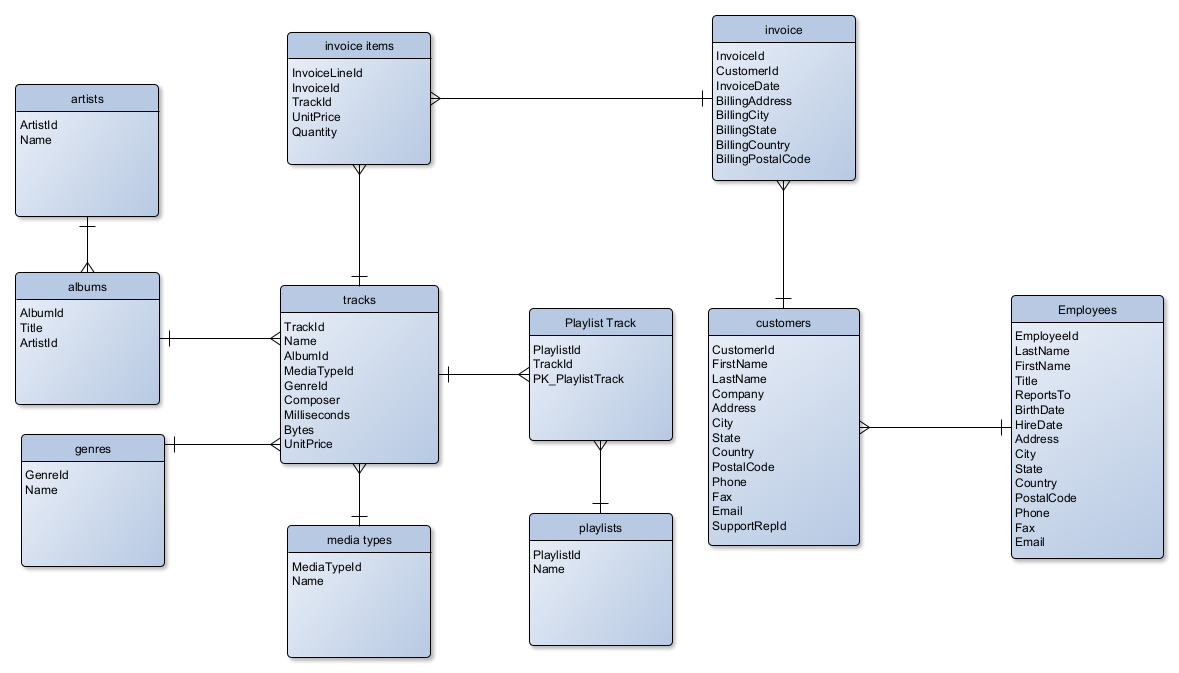 invoice
InvoiceId
CustomerId
InvoiceDate
BillingAddress
BillingCity
BillingState
BillingCountry
BillingPostalCode
invoice items
InvoiceLineId
InvoiceId
TrackId
UnitPrice
Quantity
artists
ArtistId
Name
albums
AlbumId
Title
ArtistId
tracks
TrackId
Name
AlbumId
MediaTypeId
GenreId
Composer
Milliseconds
Bytes
UnitPrice
Playlist Track
PlaylistId
TrackId
PK_PlaylistTrack
customers
CustomerId
FirstName
LastName
Company
Address
City
State
Country
PostalCode
Phone
Fax
Email
SupportRepId
Employees
EmployeeId
LastName
FirstName
Title
ReportsTo
BirthDate
HireDate
Address
City
State
Country
PostalCode
Phone
Fax
Email
genres
GenreId
Name
media types
MediaTypeId
Name
playlists
PlaylistId
Name